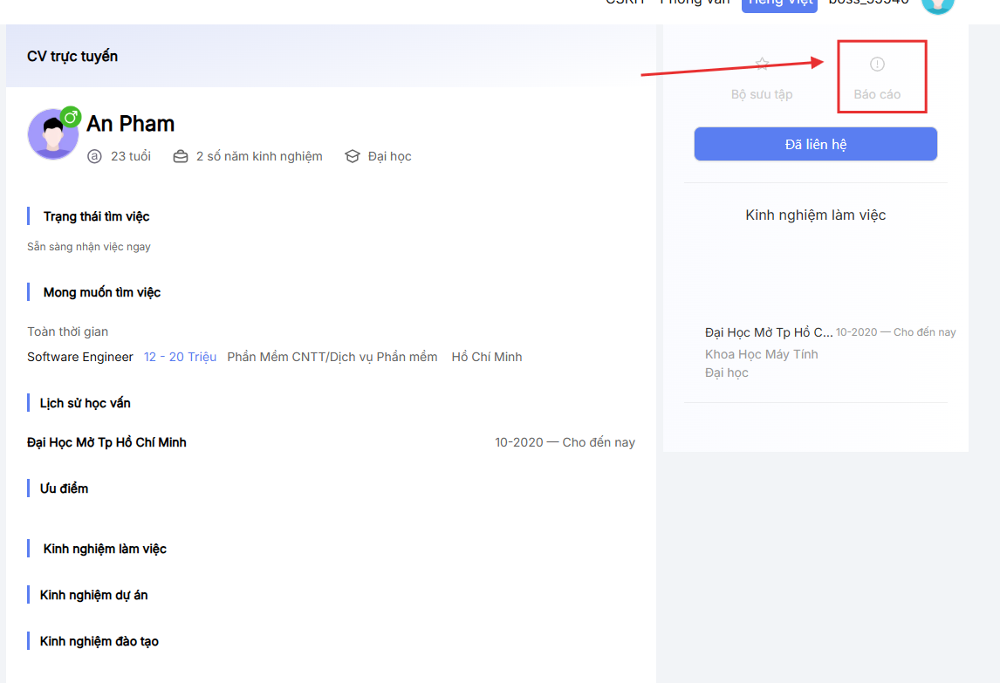 CSKH Phỏng vấn Tiếng Việt boss_99940
CV trực tuyến
An Pham
23 tuổi 2 số năm kinh nghiệm Đại học
Trạng thái tìm việc
Sẵn sàng nhận việc ngay
Mong muốn tìm việc
Toàn thời gian
Software Engineer 12 - 20 Triệu Phần Mềm CNTT/Dịch vụ Phần mềm Hồ Chí Minh
Lịch sử học vấn
Đại Học Mở Tp Hồ Chí Minh 10-2020 — Cho đến nay
Ưu điểm
Kinh nghiệm làm việc
Kinh nghiệm dự án
Kinh nghiệm đào tạo
Bộ sưu tập Báo cáo
Đã liên hệ
Kinh nghiệm làm việc
Đại Học Mở Tp Hồ C... 10-2020 — Cho đến nay
Khoa Học Máy Tính
Đại học